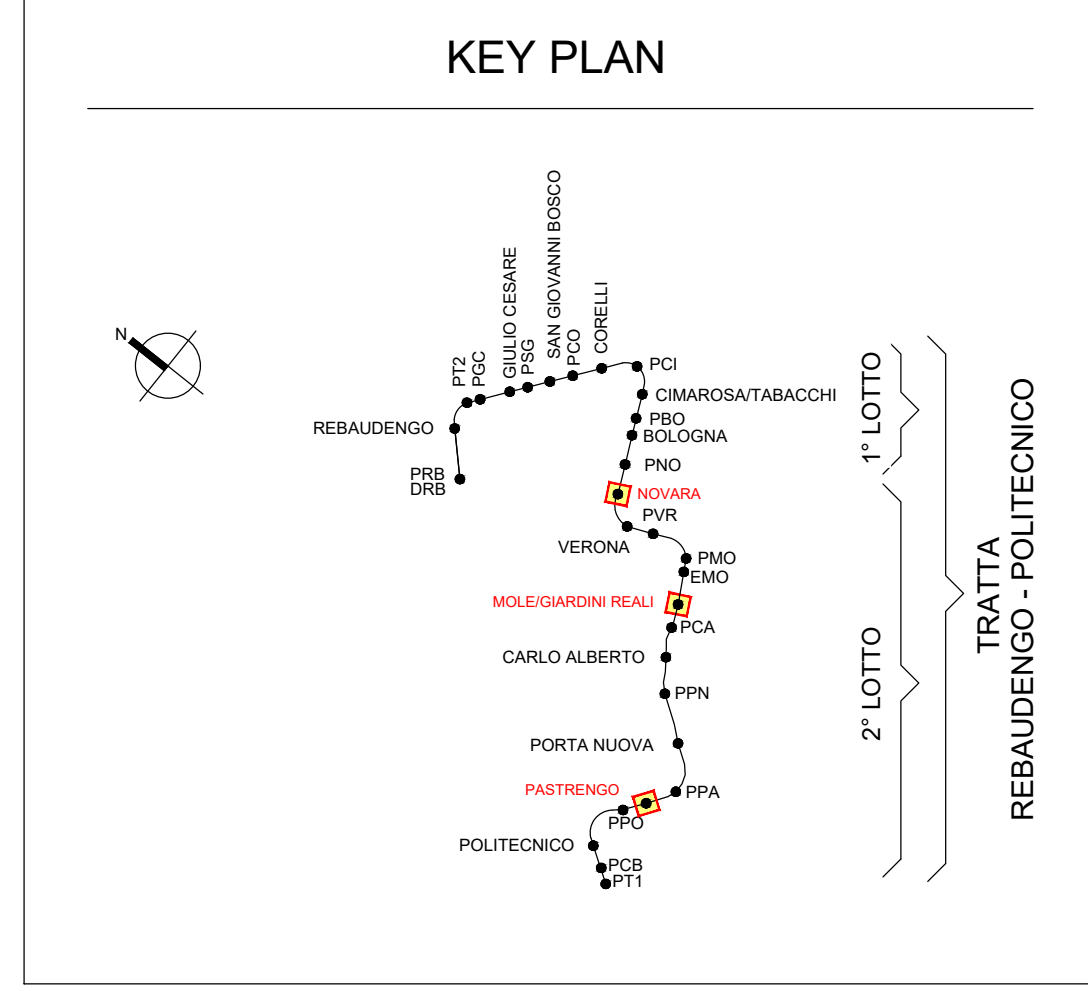 KEY PLAN
N
PT2
PGC
GIULIO CESARE
PSG
SAN GIOVANNI BOSCO
PCO
CORELLI
PCI
CIMAROSA/TABACCHI
REBAUDENGO
PBO
BOLOGNA
PNO
PRB
DRB
NOVARA
PVR
VERONA
PMO
EMO
MOLE/GIARDINI REALI
PCA
CARLO ALBERTO
PPN
PORTA NUOVA
PASTRENGO
PPA
PPO
POLITECNICO
PCB
PT1
1° LOTTO
2° LOTTO
TRATTA
REBAUDENGO - POLITECNICO